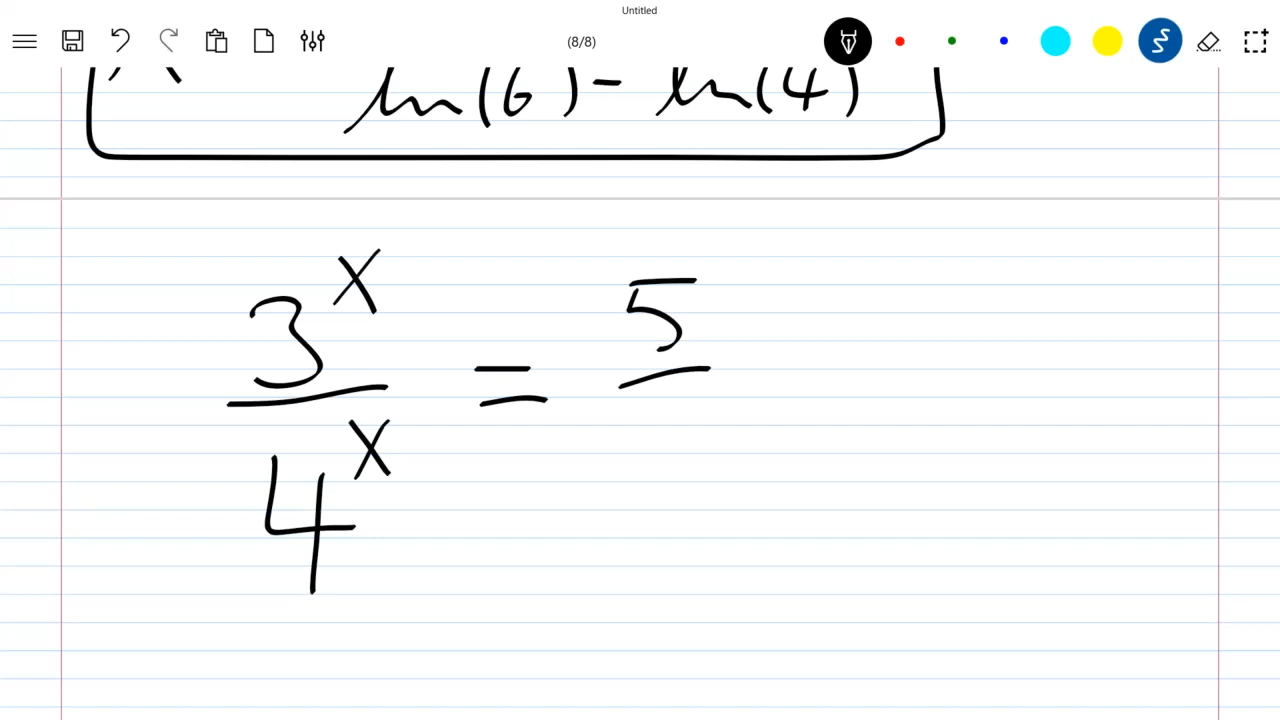 Untitled
(8/8)
ln(6) - ln(4)
3^x / 4^x = 5 /